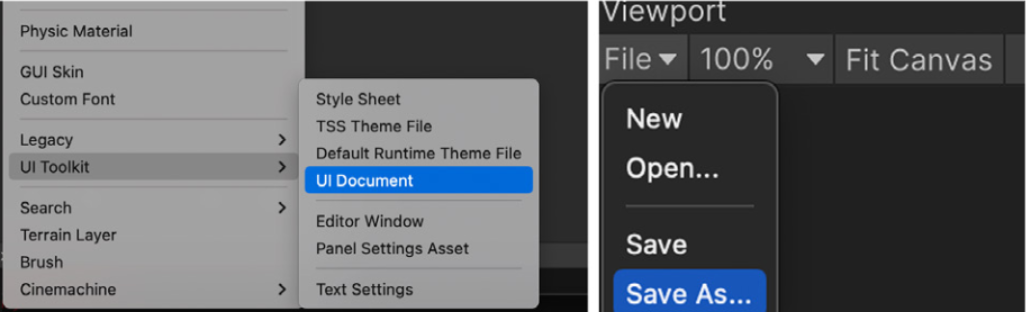 Physic Material
GUI Skin
Custom Font
Legacy
UI Toolkit
Search
Terrain Layer
Brush
Cinemachine
Style Sheet
TSS Theme File
Default Runtime Theme File
UI Document
Editor Window
Panel Settings Asset
Text Settings
Viewport
File 100% Fit Canvas
New
Open...
Save
Save As...